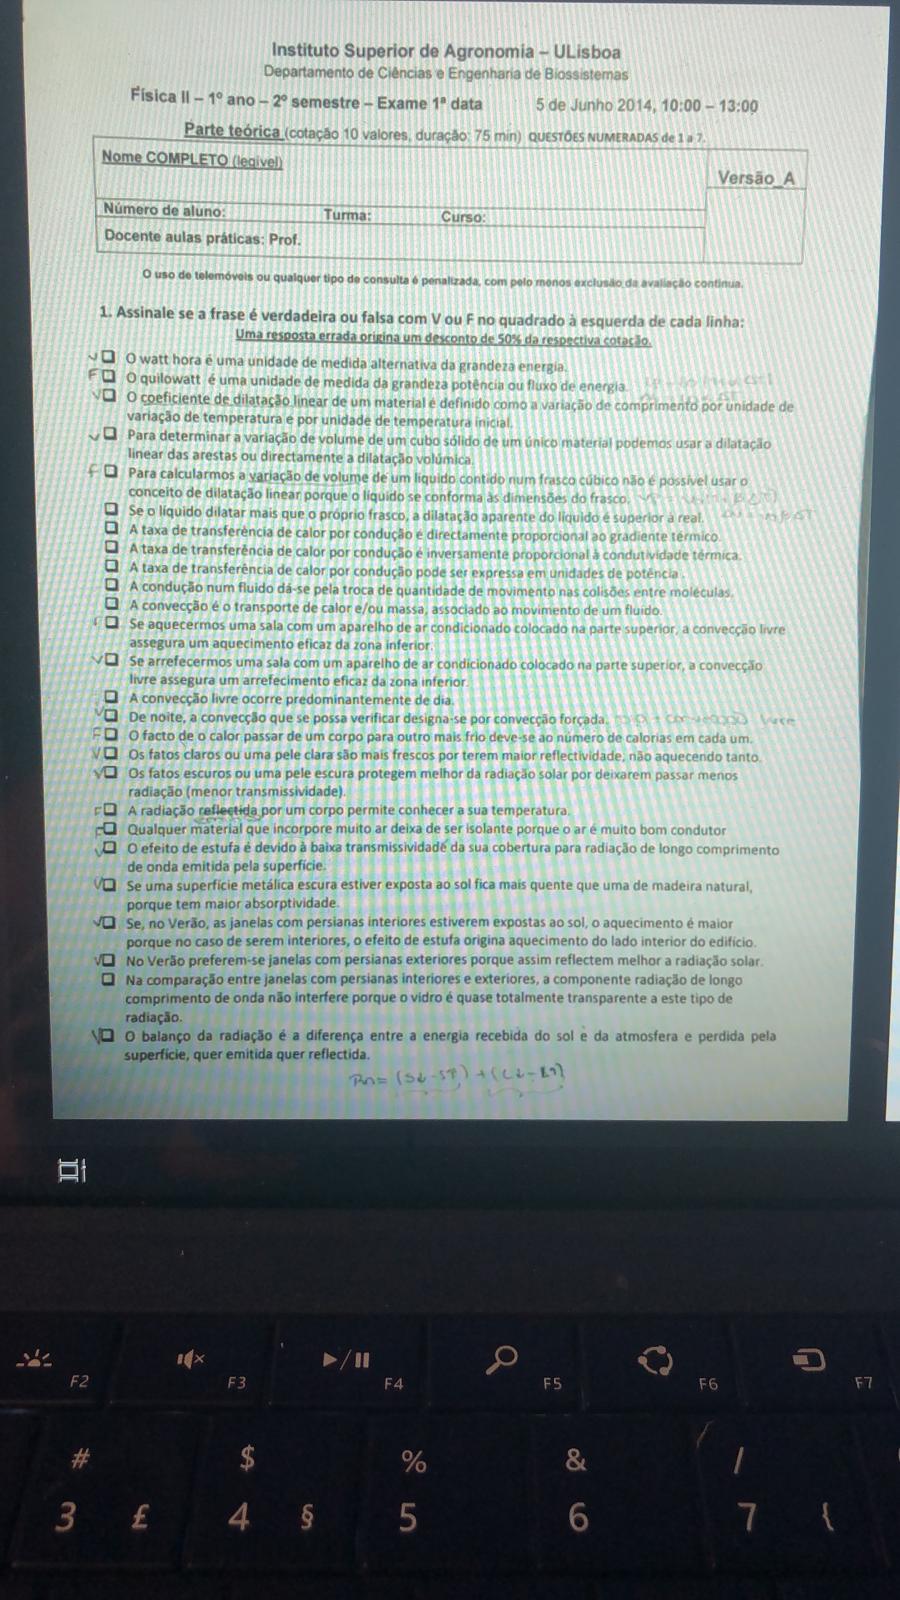 Instituto Superior de Agronomia – ULisboa
Departamento de Ciências e Engenharia de Biossistemas
Física II – 1º ano – 2º semestre – Exame 1ª data 5 de Junho 2014, 10:00 – 13:00
Parte teórica (cotação 10 valores, duração: 75 min) QUESTÕES NUMERADAS de 1 a 7.
Nome COMPLETO (legível)
Versão_A
Número de aluno: Turma: Curso:
Docente aulas práticas: Prof.
O uso de telemóveis ou qualquer tipo de consulta é penalizada, com pelo menos exclusão da avaliação contínua.
1. Assinale se a frase é verdadeira ou falsa com V ou F no quadrado à esquerda de cada linha:
Uma resposta errada origina um desconto de 50% da respectiva cotação.
V O watt hora é uma unidade de medida alternativa da grandeza energia.
F O quilowatt é uma unidade de medida da grandeza potência ou fluxo de energia.
V O coeficiente de dilatação linear de um material é definido como a variação de comprimento por unidade de
variação de temperatura e por unidade de temperatura inicial.
V Para determinar a variação de volume de um cubo sólido de um único material podemos usar a dilatação
linear das arestas ou directamente a dilatação volúmica.
F Para calcularmos a variação de volume de um líquido contido num frasco cúbico não é possível usar o
conceito de dilatação linear porque o líquido se conforma às dimensões do frasco.
Se o líquido dilatar mais que o próprio frasco, a dilatação aparente do líquido é superior à real.
A taxa de transferência de calor por condução é directamente proporcional ao gradiente térmico.
A taxa de transferência de calor por condução é inversamente proporcional à condutividade térmica.
A taxa de transferência de calor por condução pode ser expressa em unidades de potência .
A condução num fluido dá-se pela troca de quantidade de movimento nas colisões entre moléculas.
A convecção é o transporte de calor e/ou massa, associado ao movimento de um fluido.
Se aquecermos uma sala com um aparelho de ar condicionado colocado na parte superior, a convecção livre
assegura um aquecimento eficaz da zona inferior.
V Se arrefecermos uma sala com um aparelho de ar condicionado colocado na parte superior, a convecção
livre assegura um arrefecimento eficaz da zona inferior.
A convecção livre ocorre predominantemente de dia.
V De noite, a convecção que se possa verificar designa-se por convecção forçada.
F O facto de o calor passar de um corpo para outro mais frio deve-se ao número de calorias em cada um.
V Os fatos claros ou uma pele clara são mais frescos por terem maior reflectividade, não aquecendo tanto.
V Os fatos escuros ou uma pele escura protegem melhor da radiação solar por deixarem passar menos
radiação (menor transmissividade).
F A radiação reflectida por um corpo permite conhecer a sua temperatura.
F Qualquer material que incorpore muito ar deixa de ser isolante porque o ar é muito bom condutor
V O efeito de estufa é devido à baixa transmissividade da sua cobertura para radiação de longo comprimento
de onda emitida pela superfície.
V Se uma superfície metálica escura estiver exposta ao sol fica mais quente que uma de madeira natural,
porque tem maior absorptividade.
V Se, no Verão, as janelas com persianas interiores estiverem expostas ao sol, o aquecimento é maior
porque no caso de serem interiores, o efeito de estufa origina aquecimento do lado interior do edifício.
V No Verão preferem-se janelas com persianas exteriores porque assim reflectem melhor a radiação solar.
Na comparação entre janelas com persianas interiores e exteriores, a componente radiação de longo
comprimento de onda não interfere porque o vidro é quase totalmente transparente a este tipo de
radiação.
V O balanço da radiação é a diferença entre a energia recebida do sol e da atmosfera e perdida pela
superfície, quer emitida quer reflectida.
Rn = (S↓-S↑) + (L↓-L↑)
F2 F3 F4 F5 F6 F7
# $ % & /
3 £ 4 § 5 6 7 {